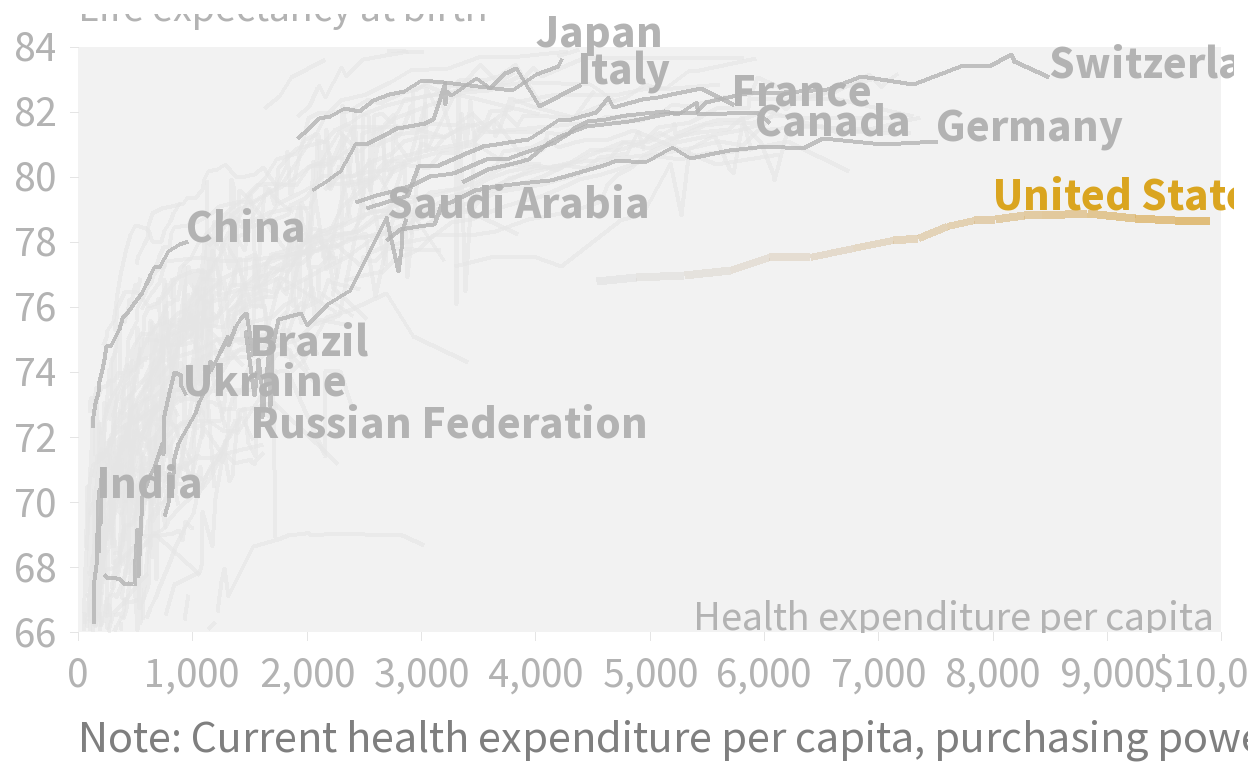 Life expectancy at birth
84
Japan
Italy
Switzerla
France
82
Canada
Germany
80
United State
Saudi Arabia
China
78
76
Brazil
74
Ukraine
Russian Federation
72
India
70
68
Health expenditure per capita
66
0 1,000 2,000 3,000 4,000 5,000 6,000 7,000 8,000 9,000 $10,0
Note: Current health expenditure per capita, purchasing powe